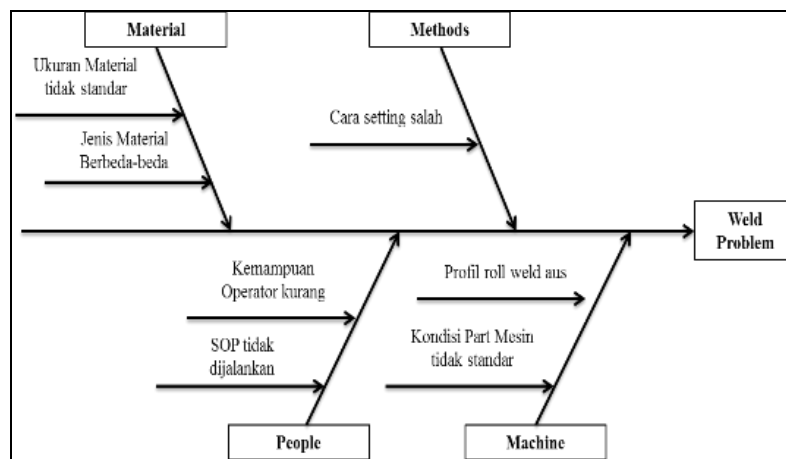 Material
Methods
Ukuran Material
tidak standar
Cara setting salah
Jenis Material
Berbeda-beda
Weld
Problem
Kemampuan
Operator kurang
Profil roll weld aus
SOP tidak
dijalankan
Kondisi Part Mesin
tidak standar
People
Machine